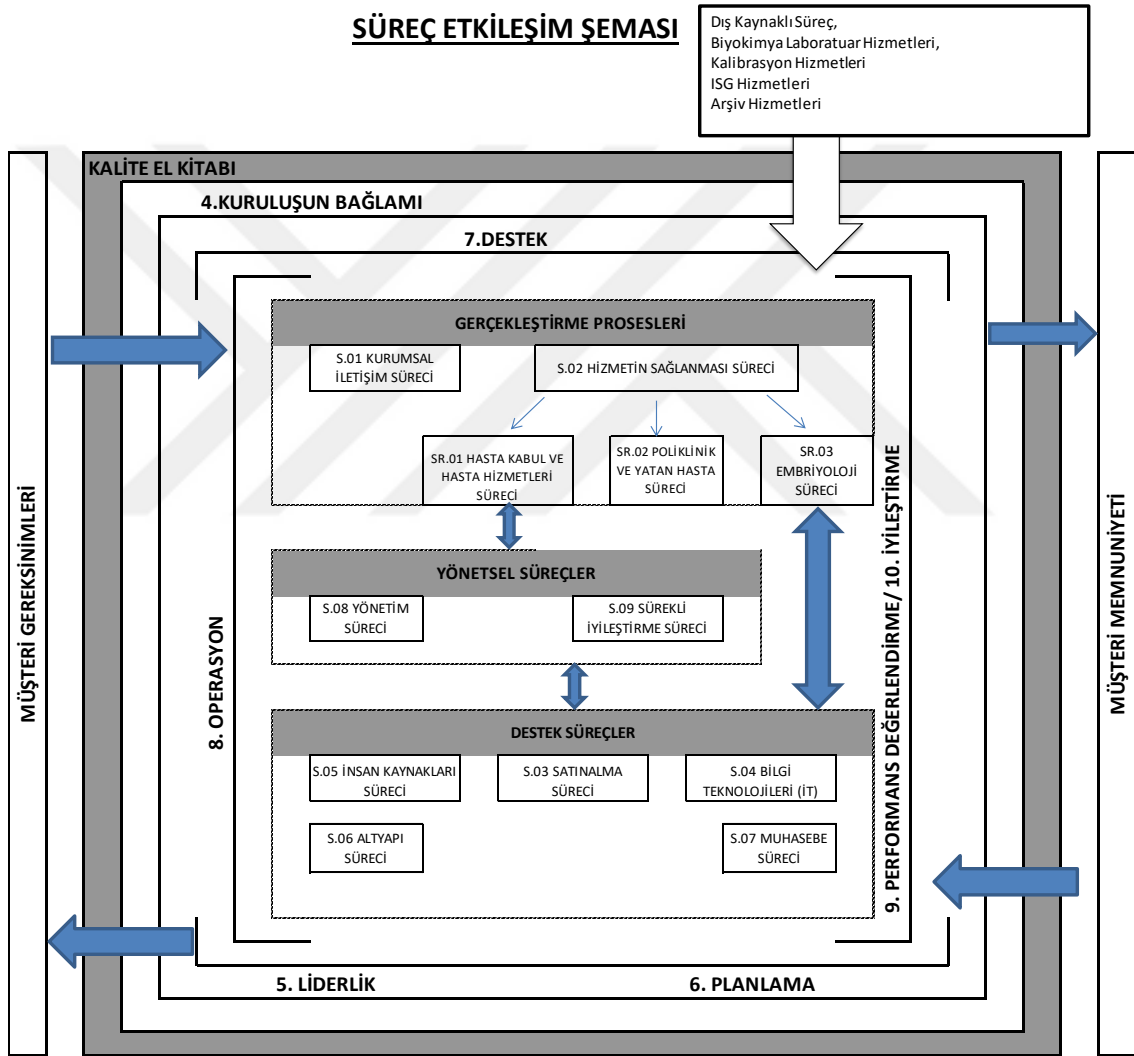 SÜREÇ ETKİLEŞİM ŞEMASI
Dış Kaynaklı Süreç,
Biyokimya Laboratuar Hizmetleri,
Kalibrasyon Hizmetleri
ISG Hizmetleri
Arşiv Hizmetleri
KALİTE EL KİTABI
4.KURULUŞUN BAĞLAMI
7.DESTEK
MÜŞTERİ GEREKSİNİMLERİ
8. OPERASYON
GERÇEKLEŞTİRME PROSESLERİ
S.01 KURUMSAL
İLETİŞİM SÜRECİ
S.02 HİZMETİN SAĞLANMASI SÜRECİ
SR.01 HASTA KABUL VE
HASTA HİZMETLERİ
SÜRECİ
SR.02 POLİKLİNİK
VE YATAN HASTA
SÜRECİ
SR.03
EMBRİYOLOJİ
SÜRECİ
YÖNETSEL SÜREÇLER
S.08 YÖNETİM
SÜRECİ
S.09 SÜREKLİ
İYİLEŞTİRME SÜRECİ
DESTEK SÜREÇLER
S.05 İNSAN KAYNAKLARI
SÜRECİ
S.03 SATINALMA
SÜRECİ
S.04 BİLGİ
TEKNOLOJİLERİ (İT)
S.06 ALTYAPI
SÜRECİ
S.07 MUHASEBE
SÜRECİ
9. PERFORMANS DEĞERLENDİRME/ 10. İYİLEŞTİRME
MÜŞTERİ MEMNUNİYETİ
5. LİDERLİK
6. PLANLAMA